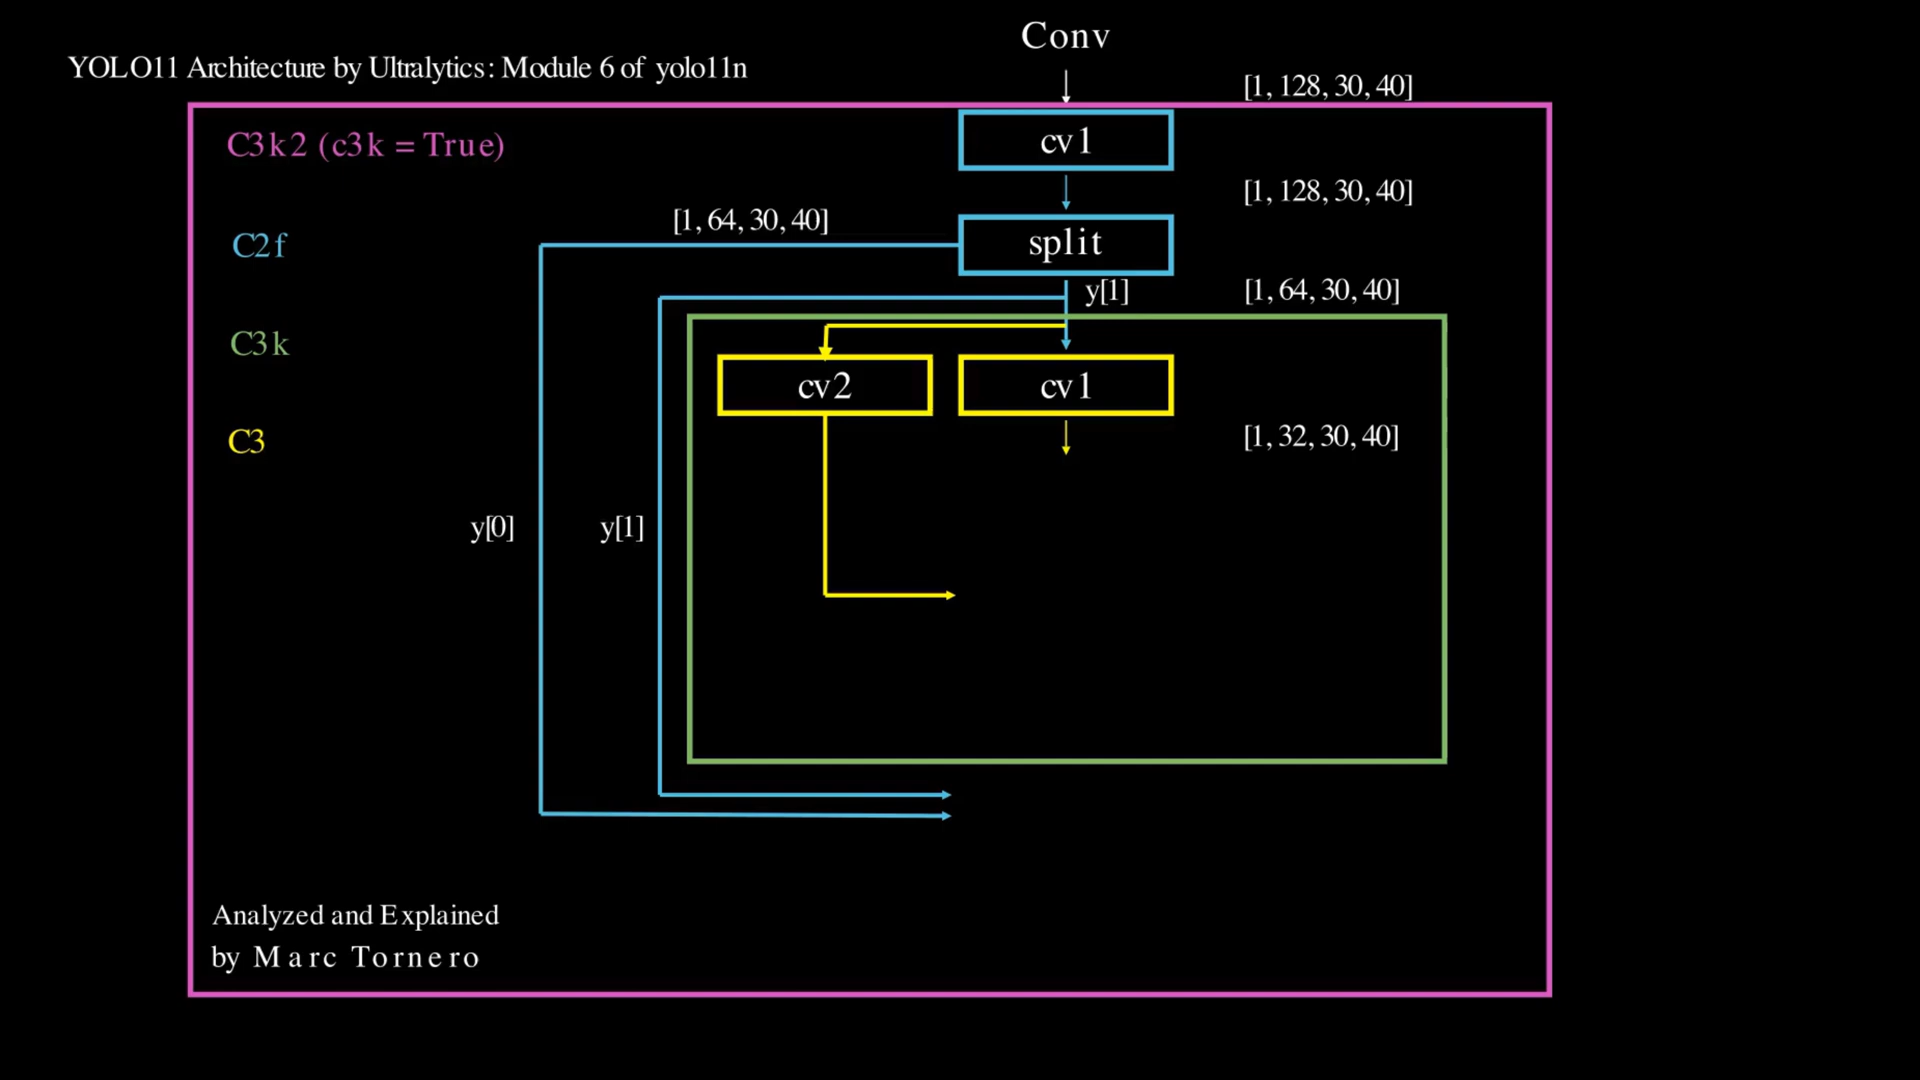 Conv
YOLO11 Architecture by Ultralytics: Module 6 of yolo11n
[1, 128, 30, 40]
C3k2 (c3k = True)
cv1
[1, 128, 30, 40]
[1, 64, 30, 40]
C2f
split
y[1]
[1, 64, 30, 40]
C3k
cv2
cv1
C3
[1, 32, 30, 40]
y[0]
y[1]
Analyzed and Explained
by Marc Tornero